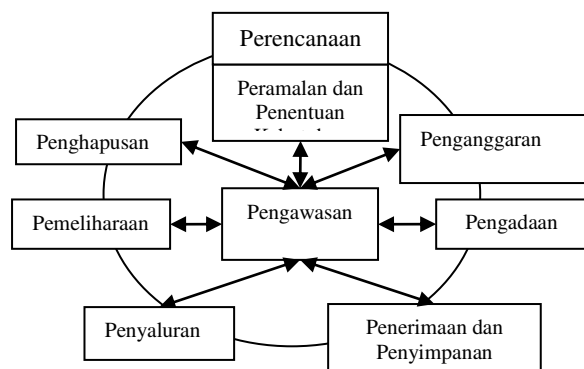 Perencanaan
Peramalan dan
Penentuan
Penghapusan
Penganggaran
Pemeliharaan
Pengawasan
Pengadaan
Penyaluran
Penerimaan dan
Penyimpanan